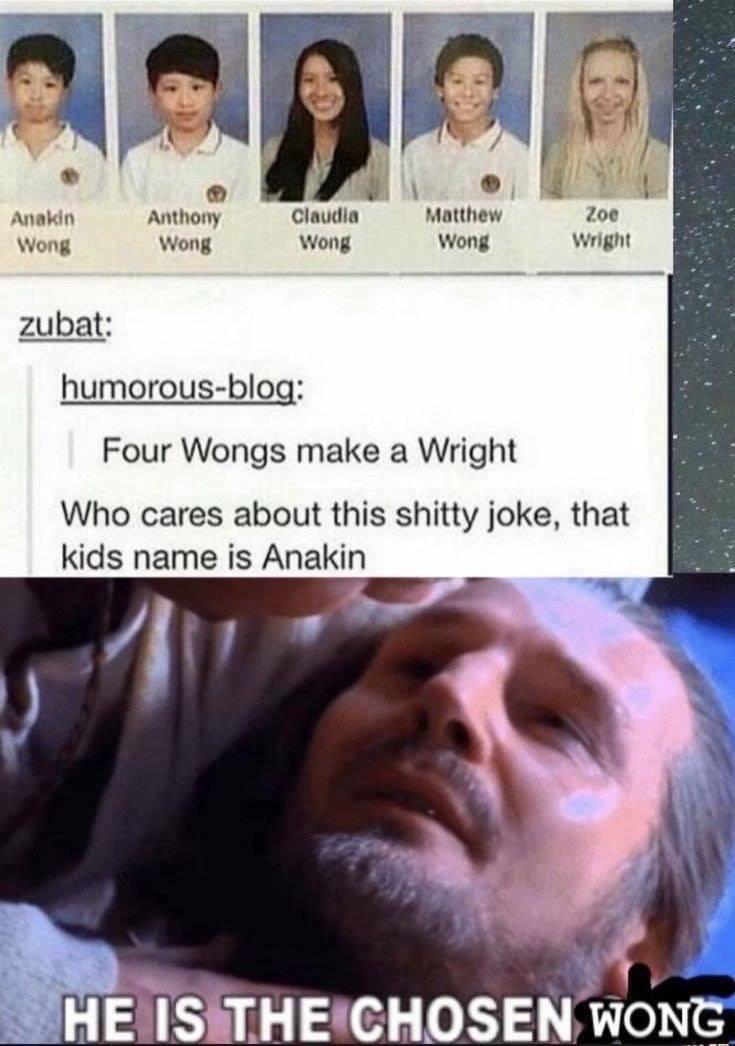 Anakin Anthony Claudia Matthew Zoe
Wong Wong Wong Wong Wright
zubat:
humorous-blog:
Four Wongs make a Wright
Who cares about this shitty joke, that
kids name is Anakin
HE IS THE CHOSEN WONG